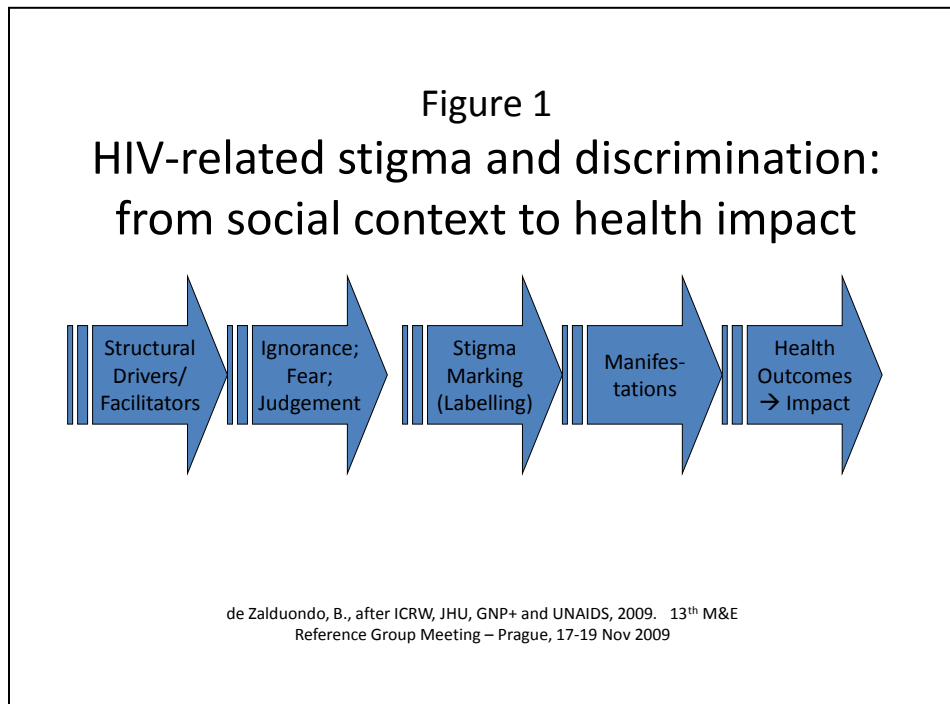 Figure 1
HIV-related stigma and discrimination:
from social context to health impact
Structural
Drivers/
Facilitators
Ignorance;
Fear;
Judgement
Stigma
Marking
(Labelling)
Manifes-
tations
Health
Outcomes
→ Impact
de Zalduondo, B., after ICRW, JHU, GNP+ and UNAIDS, 2009.   13th M&E
Reference Group Meeting – Prague, 17-19 Nov 2009